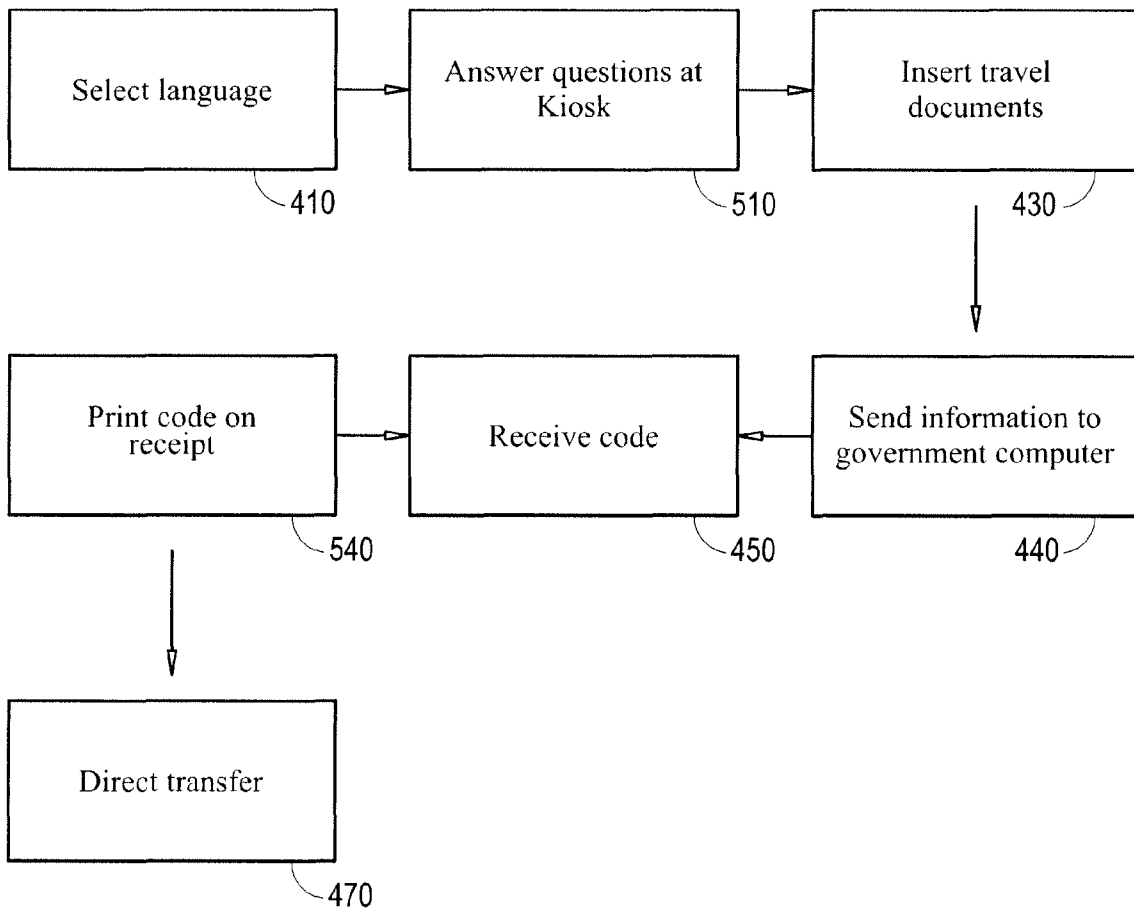 Select language
410
Answer questions at
Kiosk
510
Insert travel
documents
430
Print code on
receipt
540
Receive code
450
Send information to
government computer
440
Direct transfer
470